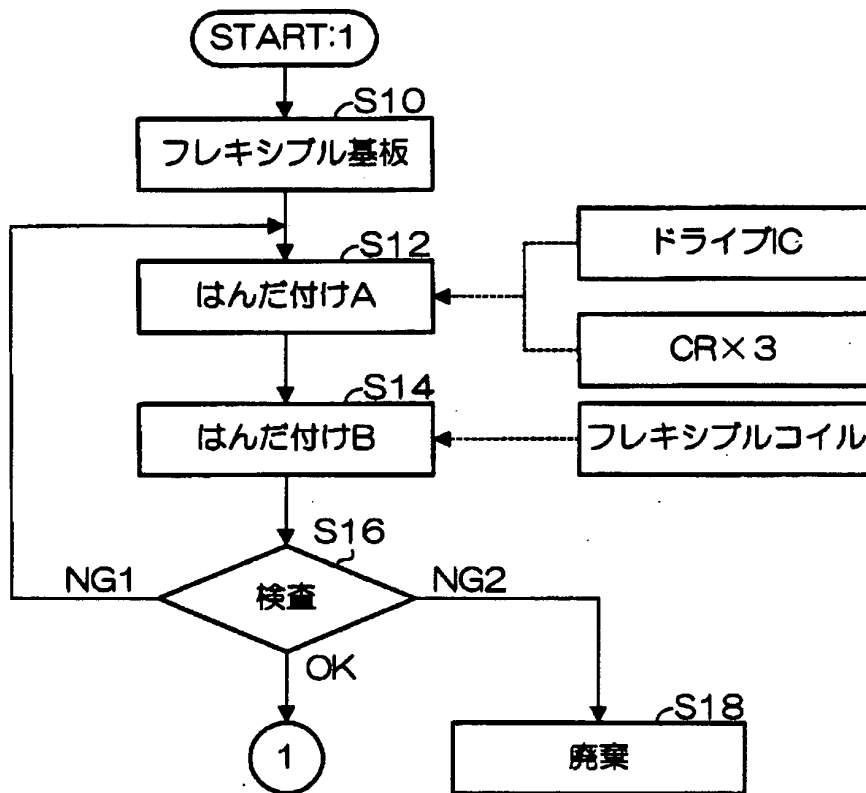 START:1
S10
フレキシブル基板
S12
はんだ付けA
ドライブIC
CR×3
S14
はんだ付けB
フレキシブルコイル
S16
NG1
検査
NG2
OK
1
S18
廃棄